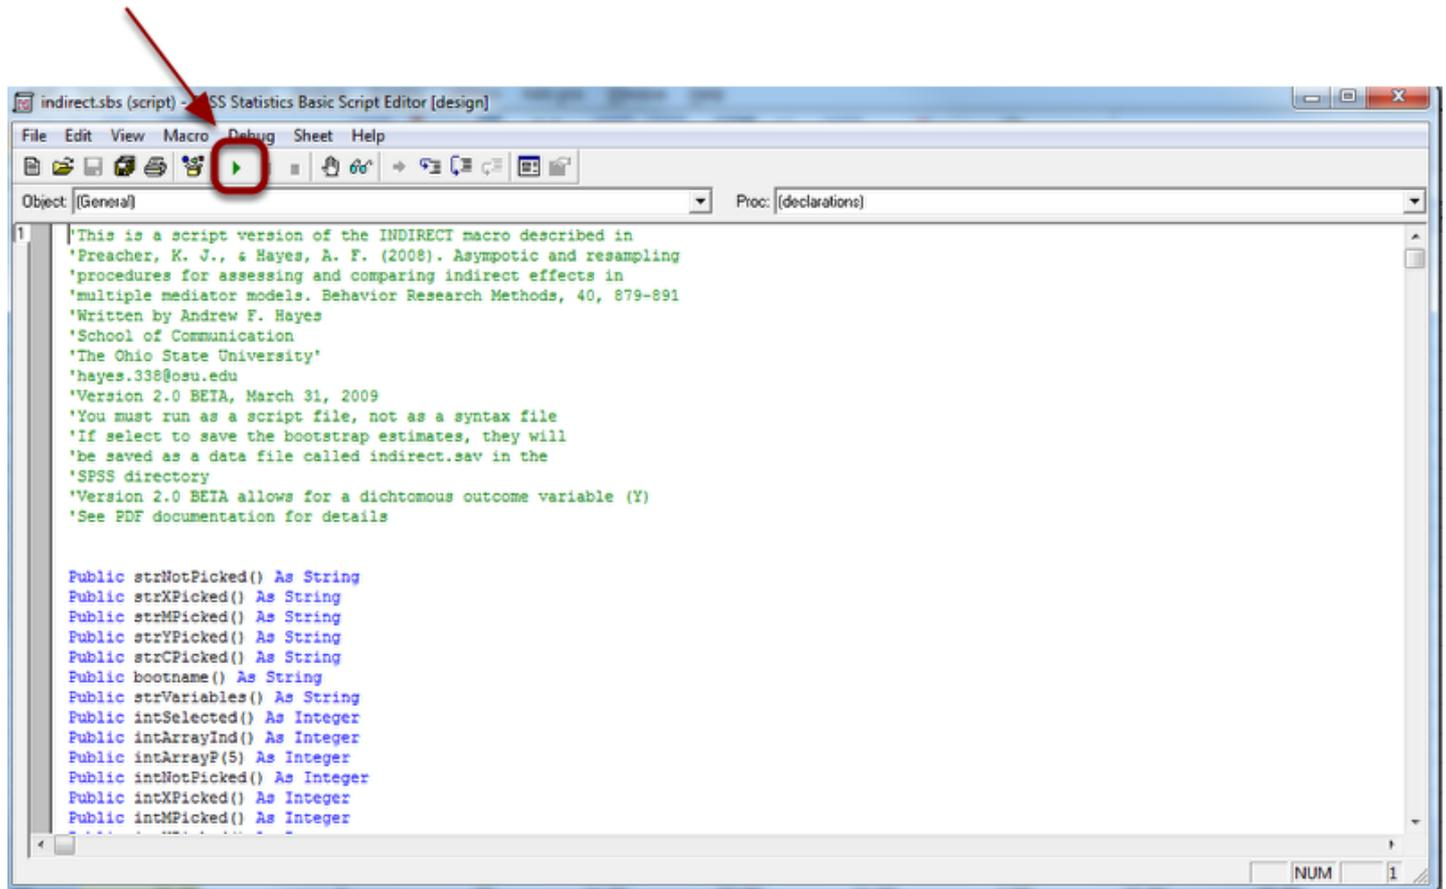 indirect.sbs (script) - SS Statistics Basic Script Editor [design]
File Edit View Macro Debug Sheet Help
Object: (General) Proc: (declarations)
1
'This is a script version of the INDIRECT macro described in
'Preacher, K. J., & Hayes, A. F. (2008). Asympotic and resampling
'procedures for assessing and comparing indirect effects in
'multiple mediator models. Behavior Research Methods, 40, 879-891
'Written by Andrew F. Hayes
'School of Communication
'The Ohio State University'
'hayes.338@osu.edu
'Version 2.0 BETA, March 31, 2009
'You must run as a script file, not as a syntax file
'If select to save the bootstrap estimates, they will
'be saved as a data file called indirect.sav in the
'SPSS directory
'Version 2.0 BETA allows for a dichtomous outcome variable (Y)
'See PDF documentation for details
Public strNotPicked() As String
Public strXPicked() As String
Public strMPicked() As String
Public strYPicked() As String
Public strCPicked() As String
Public bootname() As String
Public strVariables() As String
Public intSelected() As Integer
Public intArrayInd() As Integer
Public intArrayP(5) As Integer
Public intNotPicked() As Integer
Public intXPicked() As Integer
Public intMPicked() As Integer
NUM 1